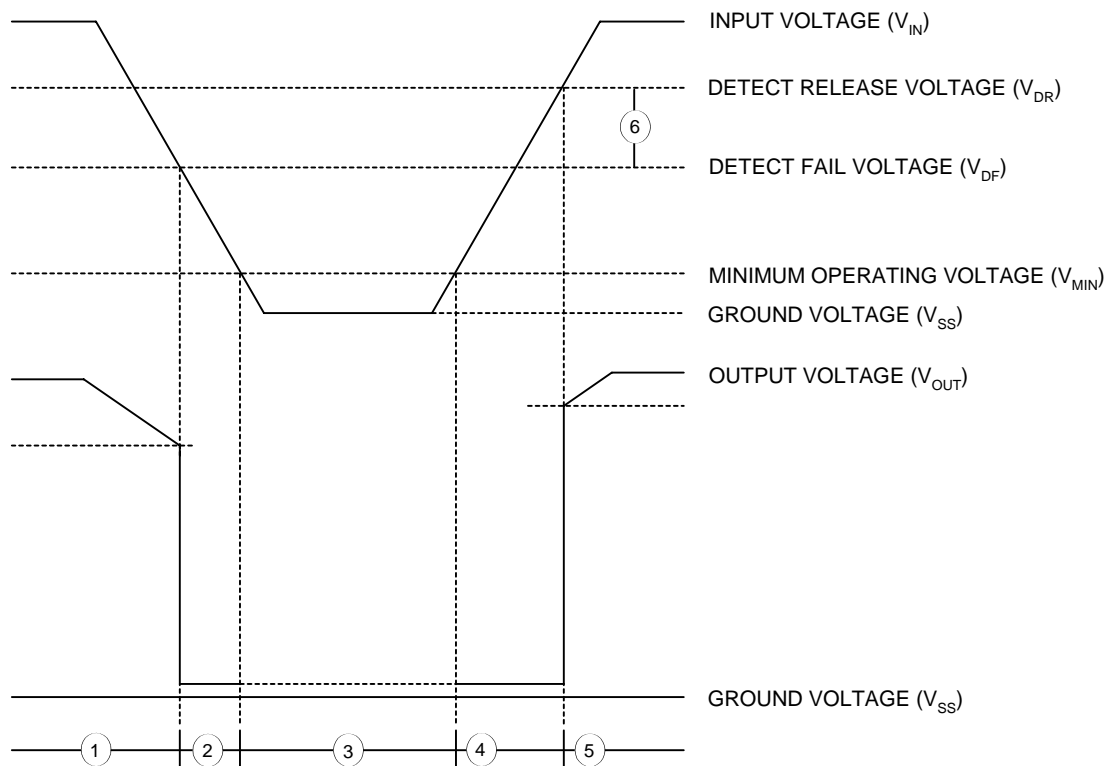 INPUT VOLTAGE (VIN)
DETECT RELEASE VOLTAGE (VDR)
6
DETECT FAIL VOLTAGE (VDF)
MINIMUM OPERATING VOLTAGE (VMIN)
GROUND VOLTAGE (VSS)
OUTPUT VOLTAGE (VOUT)
GROUND VOLTAGE (VSS)
1 2 3 4 5